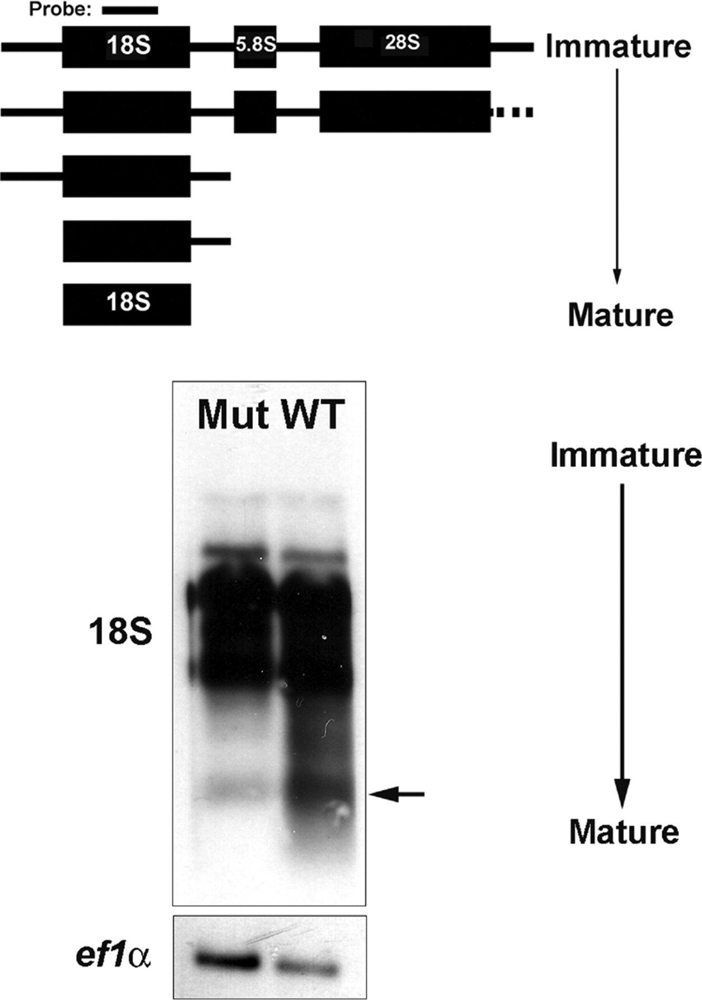 Probe:
18S 5.8S 28S Immature
18S
Mature
Mut WT
Immature
18S
Mature
ef1α